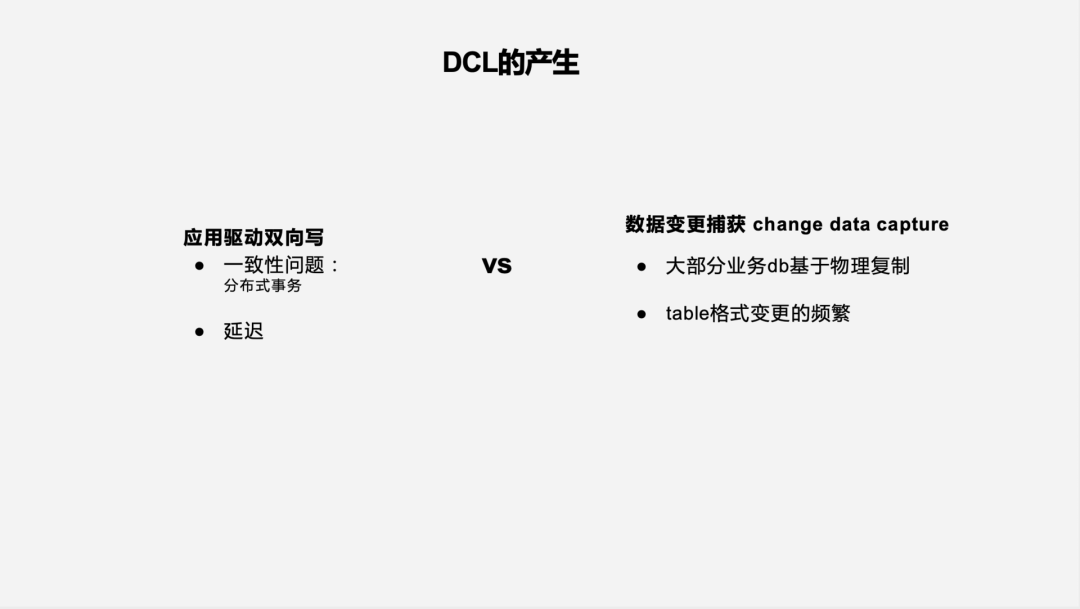 DCL的产生
应用驱动双向写
● 一致性问题：
分布式事务
● 延迟
VS
数据变更捕获 change data capture
● 大部分业务db基于物理复制
● table格式变更的频繁